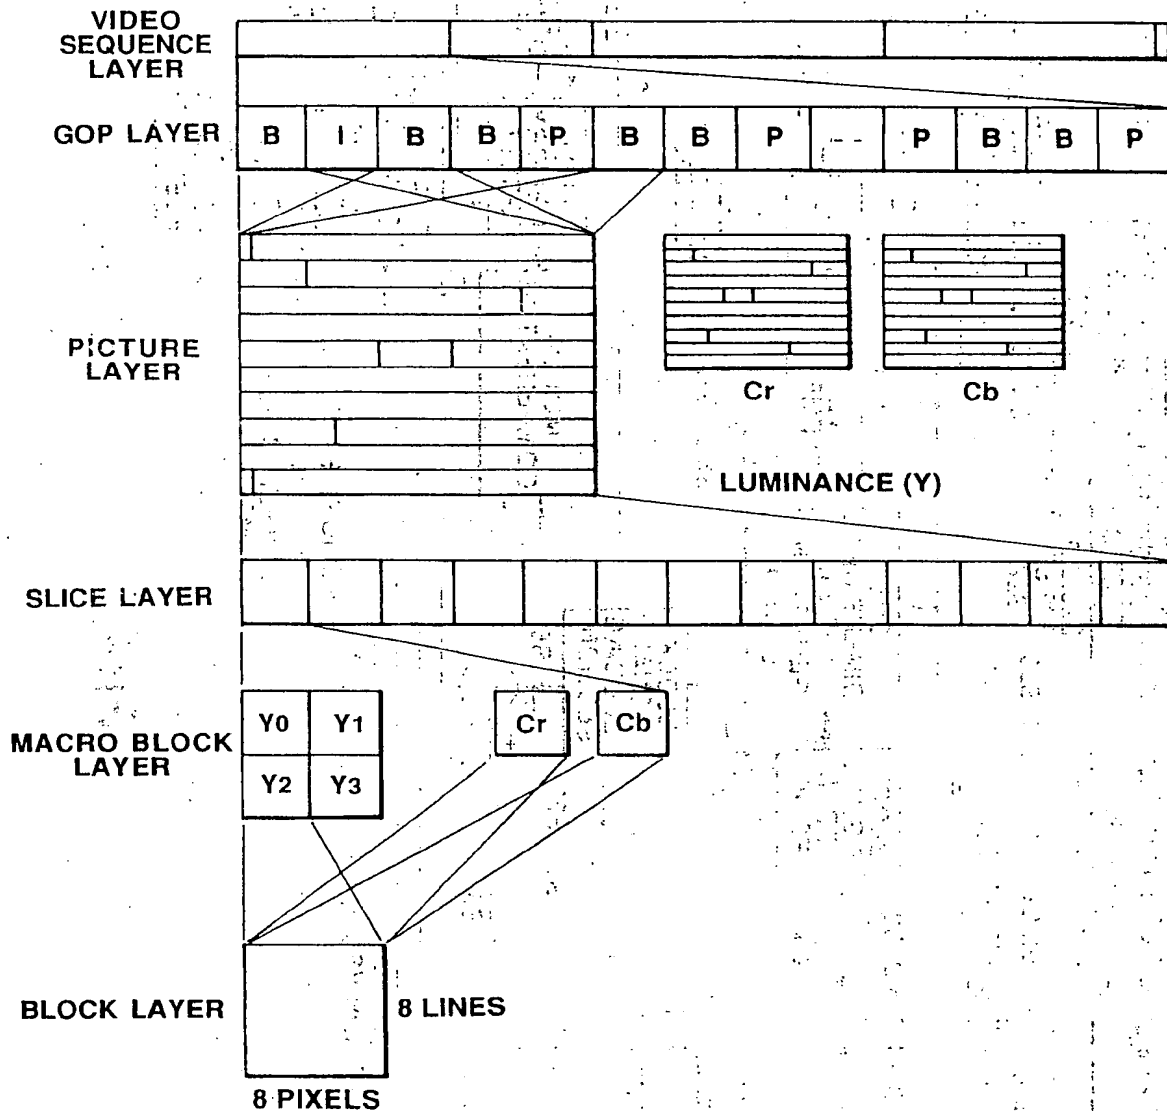 VIDEO
SEQUENCE
LAYER
GOP LAYER
B I B B P B B P -- P B B P
PICTURE
LAYER
Cr
Cb
LUMINANCE (Y)
SLICE LAYER
MACRO BLOCK
LAYER
Y0 Y1
Y2 Y3
Cr
Cb
BLOCK LAYER
8 LINES
8 PIXELS